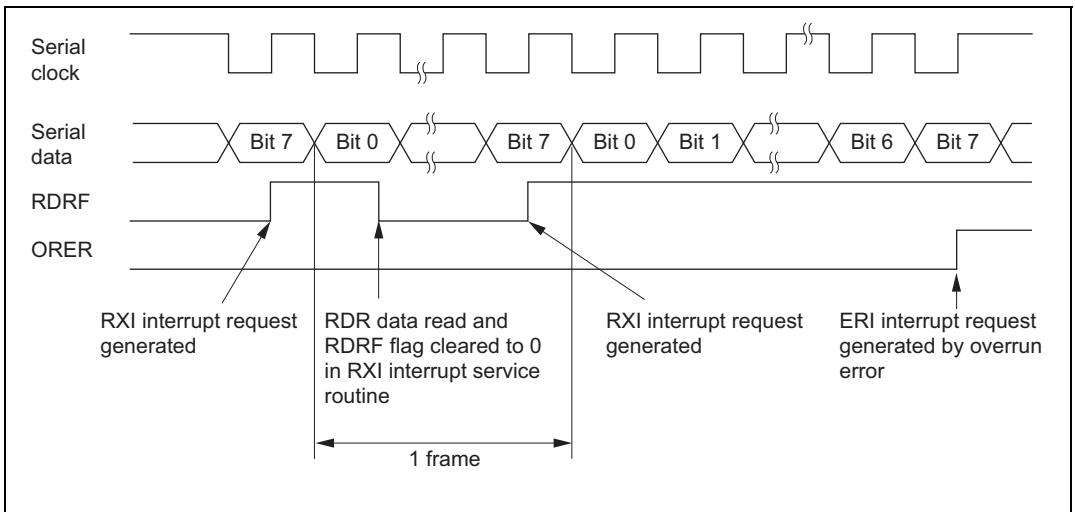 Serial
clock
Serial
data
Bit 7
Bit 0
Bit 7
Bit 0
Bit 1
Bit 6
Bit 7
RDRF
ORER
RXI interrupt request
generated
RDR data read and
RDRF flag cleared to 0
in RXI interrupt service
routine
RXI interrupt request
generated
ERI interrupt request
generated by overrun
error
1 frame